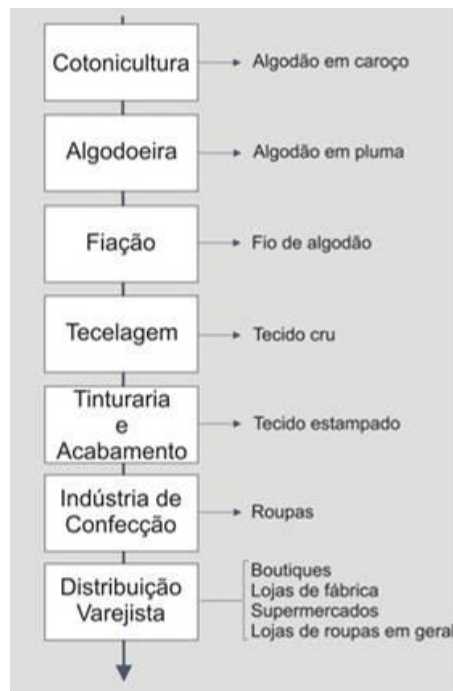 Cotonicultura
Algodão em caroço
Algodoeira
Algodão em pluma
Fiação
Fio de algodão
Tecelagem
Tecido cru
Tinturaria
e
Acabamento
Tecido estampado
Indústria de
Confecção
Roupas
Distribuição
Varejista
Boutiques
Lojas de fábrica
Supermercados
Lojas de roupas em geral